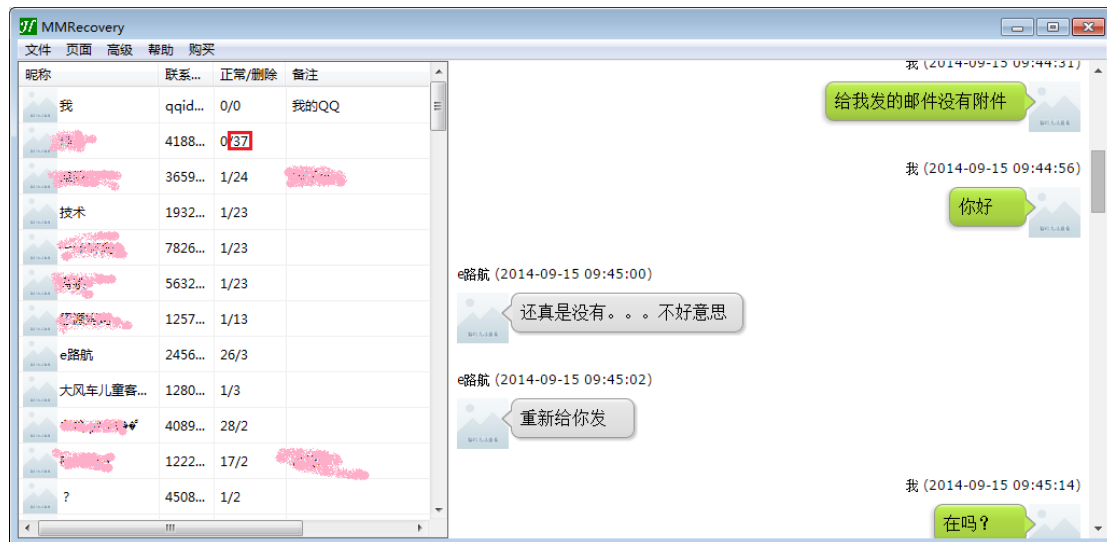 MMRecovery
文件 页面 高级 帮助 购买
昵称 联系... 正常/删除 备注
我 qqid... 0/0 我的QQ
4188... 0/37
3659... 1/24
技术 1932... 1/23
7826... 1/23
5632... 1/23
1257... 1/13
e路航 2456... 26/3
大风车儿童客... 1280... 1/3
4089... 28/2
1222... 17/2
? 4508... 1/2
我 (2014-09-15 09:44:31)
给我发的邮件没有附件
我 (2014-09-15 09:44:56)
你好
e路航 (2014-09-15 09:45:00)
还真是没有。。。不好意思
e路航 (2014-09-15 09:45:02)
重新给你发
我 (2014-09-15 09:45:14)
在吗?